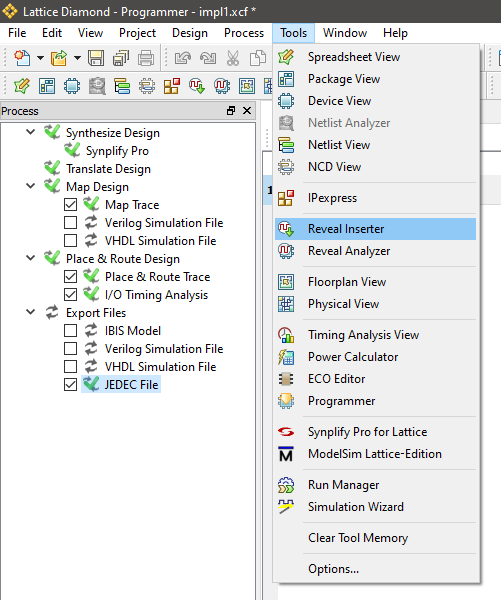 Lattice Diamond - Programmer - impl1.xcf *
File Edit View Project Design Process Tools Window Help
Process
Synthesize Design
Synplify Pro
Translate Design
Map Design
Map Trace
Verilog Simulation File
VHDL Simulation File
Place & Route Design
Place & Route Trace
I/O Timing Analysis
Export Files
IBIS Model
Verilog Simulation File
VHDL Simulation File
JEDEC File
1
Spreadsheet View
Package View
Device View
Netlist Analyzer
Netlist View
NCD View
IPexpress
Reveal Inserter
Reveal Analyzer
Floorplan View
Physical View
Timing Analysis View
Power Calculator
ECO Editor
Programmer
Synplify Pro for Lattice
ModelSim Lattice-Edition
Run Manager
Simulation Wizard
Clear Tool Memory
Options...